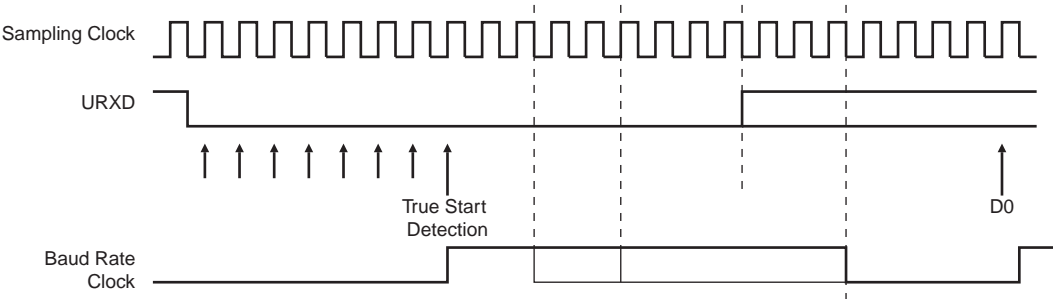 Sampling Clock
URXD
True Start
Detection
D0
Baud Rate
Clock